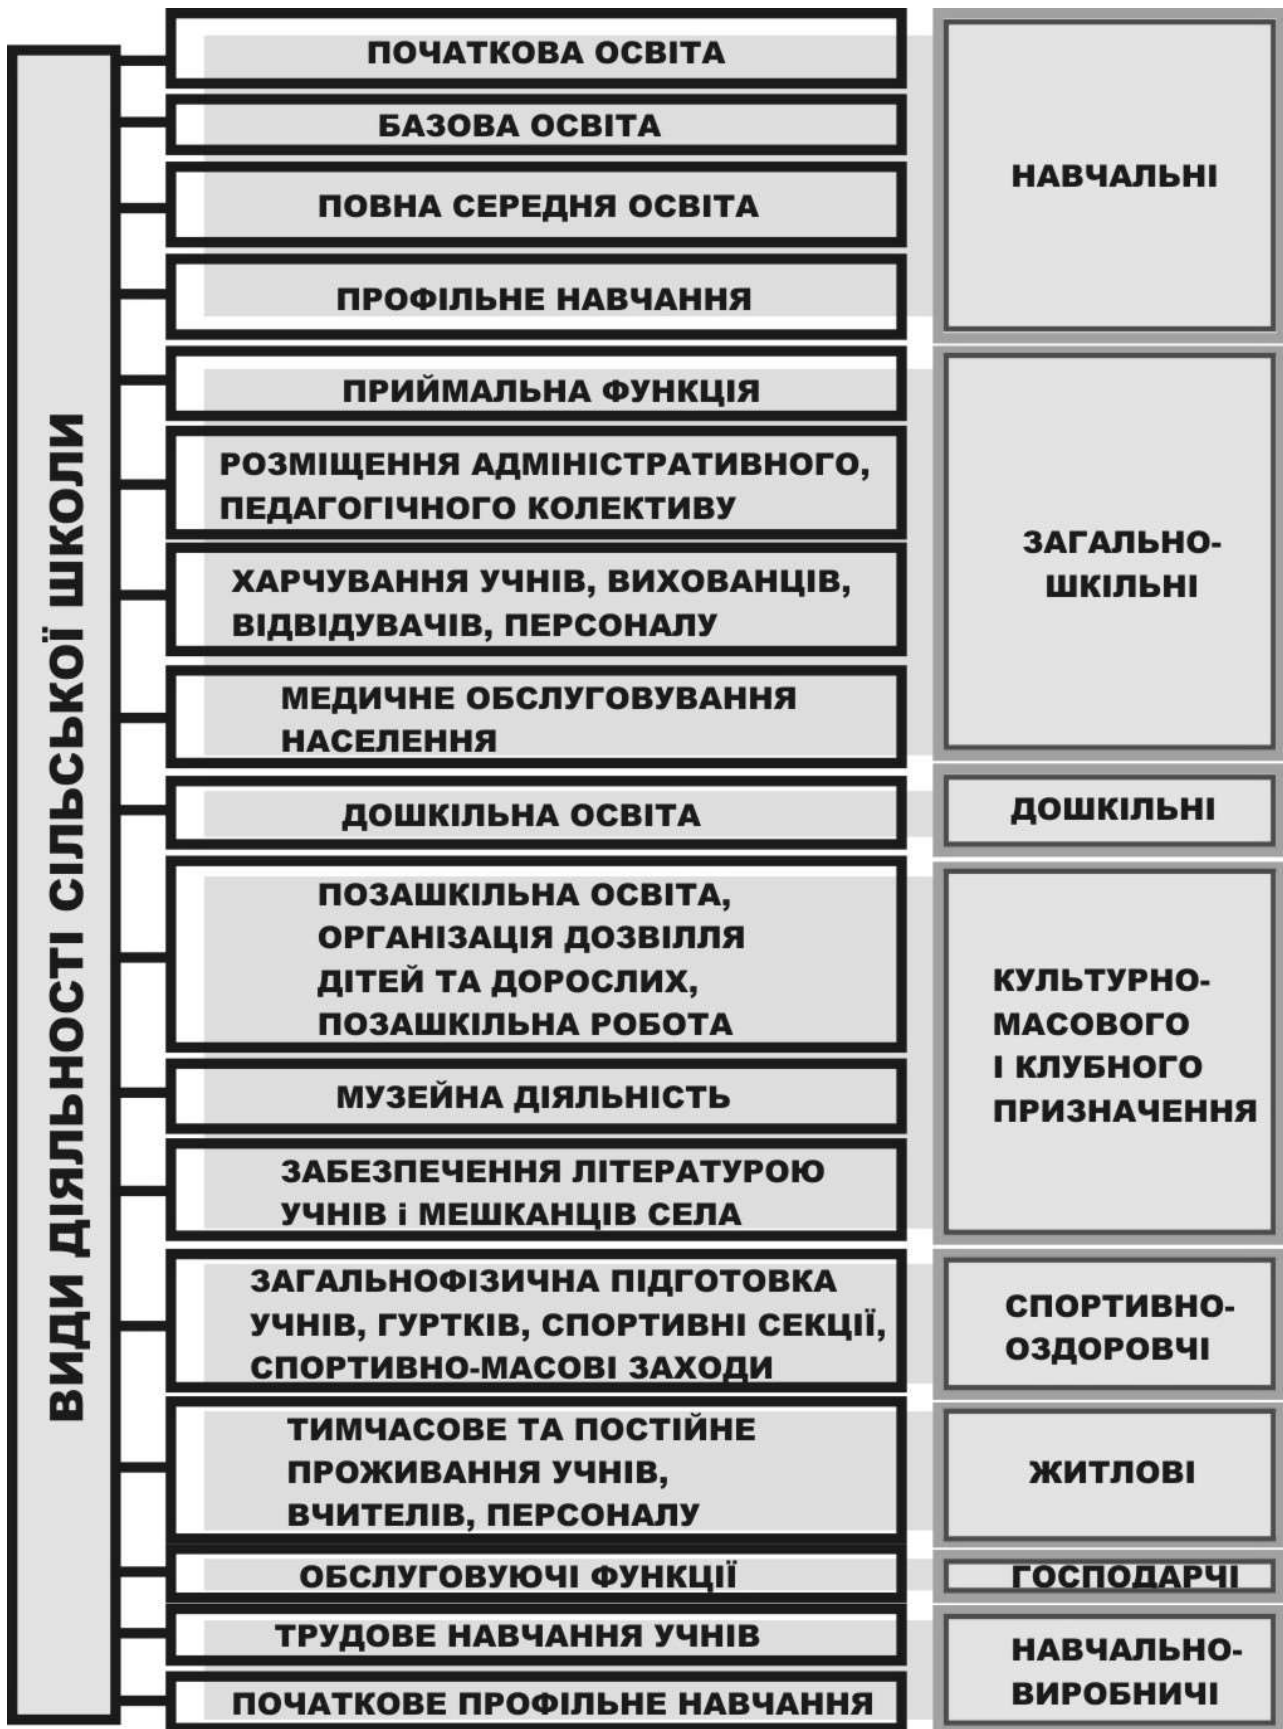 ВИДИ ДІЯЛЬНОСТІ СІЛЬСЬКОЇ ШКОЛИ
ПОЧАТКОВА ОСВІТА
БАЗОВА ОСВІТА
ПОВНА СЕРЕДНЯ ОСВІТА
ПРОФІЛЬНЕ НАВЧАННЯ
НАВЧАЛЬНІ
ПРИЙМАЛЬНА ФУНКЦІЯ
РОЗМІЩЕННЯ АДМІНІСТРАТИВНОГО,
ПЕДАГОГІЧНОГО КОЛЕКТИВУ
ХАРЧУВАННЯ УЧНІВ, ВИХОВАНЦІВ,
ВІДВІДУВАЧІВ, ПЕРСОНАЛУ
МЕДИЧНЕ ОБСЛУГОВУВАННЯ
НАСЕЛЕННЯ
ЗАГАЛЬНО-
ШКІЛЬНІ
ДОШКІЛЬНА ОСВІТА
ДОШКІЛЬНІ
ПОЗАШКІЛЬНА ОСВІТА,
ОРГАНІЗАЦІЯ ДОЗВІЛЛЯ
ДІТЕЙ ТА ДОРОСЛИХ,
ПОЗАШКІЛЬНА РОБОТА
МУЗЕЙНА ДІЯЛЬНІСТЬ
ЗАБЕЗПЕЧЕННЯ ЛІТЕРАТУРОЮ
УЧНІВ і МЕШКАНЦІВ СЕЛА
КУЛЬТУРНО-
МАСОВОГО
І КЛУБНОГО
ПРИЗНАЧЕННЯ
ЗАГАЛЬНОФІЗИЧНА ПІДГОТОВКА
УЧНІВ, ГУРТКІВ, СПОРТИВНІ СЕКЦІЇ,
СПОРТИВНО-МАСОВІ ЗАХОДИ
СПОРТИВНО-
ОЗДОРОВЧІ
ТИМЧАСОВЕ ТА ПОСТІЙНЕ
ПРОЖИВАННЯ УЧНІВ,
ВЧИТЕЛІВ, ПЕРСОНАЛУ
ЖИТЛОВІ
ОБСЛУГОВУЮЧІ ФУНКЦІЇ
ГОСПОДАРЧІ
ТРУДОВЕ НАВЧАННЯ УЧНІВ
ПОЧАТКОВЕ ПРОФІЛЬНЕ НАВЧАННЯ
НАВЧАЛЬНО-
ВИРОБНИЧІ